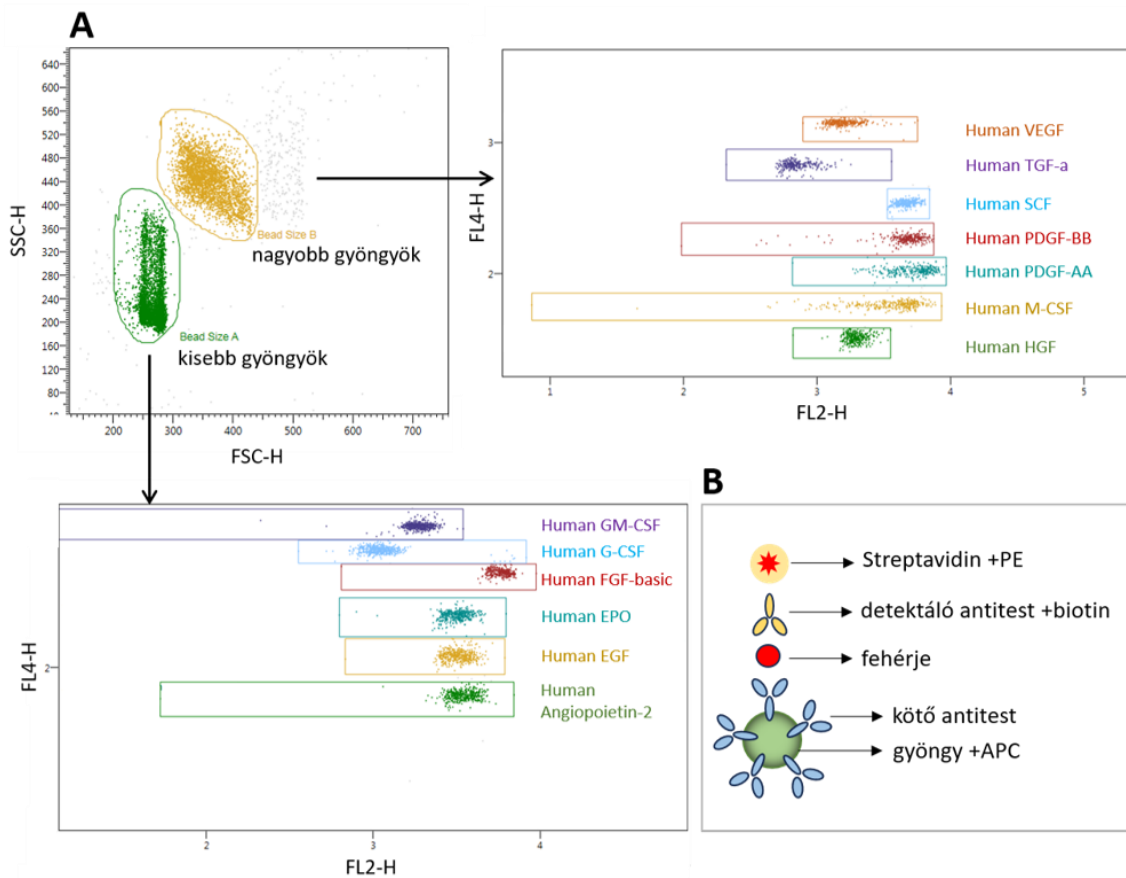 A
SSC-H
640
600
560
520
480
440
400
360
320
280
240
200
160
120
80
200
300
400
500
600
700
FSC-H
Bead Size B
nagyobb gyöngyök
Bead Size A
kisebb gyöngyök
FL4-H
3
2
Human VEGF
Human TGF-a
Human SCF
Human PDGF-BB
Human PDGF-AA
Human M-CSF
Human HGF
1
2
3
4
5
FL2-H
FL4-H
2
Human GM-CSF
Human G-CSF
Human FGF-basic
Human EPO
Human EGF
Human
Angiopoietin-2
2
3
4
FL2-H
B
Streptavidin +PE
detektáló antitest +biotin
fehérje
kötő antitest
gyöngy +APC